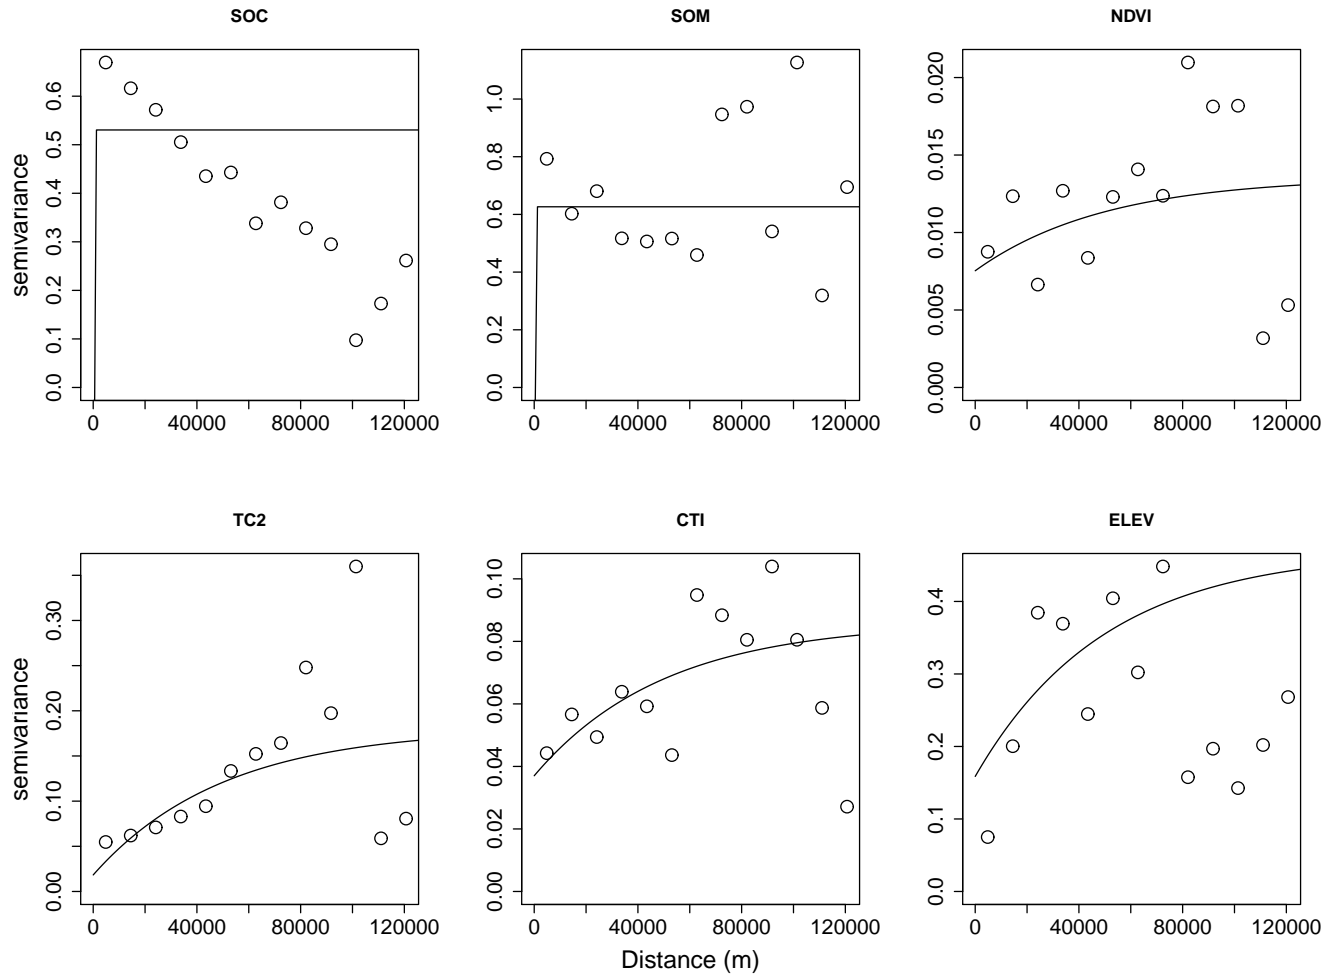 SOC SOM NDVI
semivariance
0.0 0.1 0.2 0.3 0.4 0.5 0.6
0 40000 80000 120000
0.0 0.2 0.4 0.6 0.8 1.0
0 40000 80000 120000
0.000 0.005 0.010 0.015 0.020
0 40000 80000 120000
TC2 CTI ELEV
semivariance
0.00 0.10 0.20 0.30
0 40000 80000 120000
0.00 0.02 0.04 0.06 0.08 0.10
0 40000 80000 120000
0.0 0.1 0.2 0.3 0.4
0 40000 80000 120000
Distance (m)